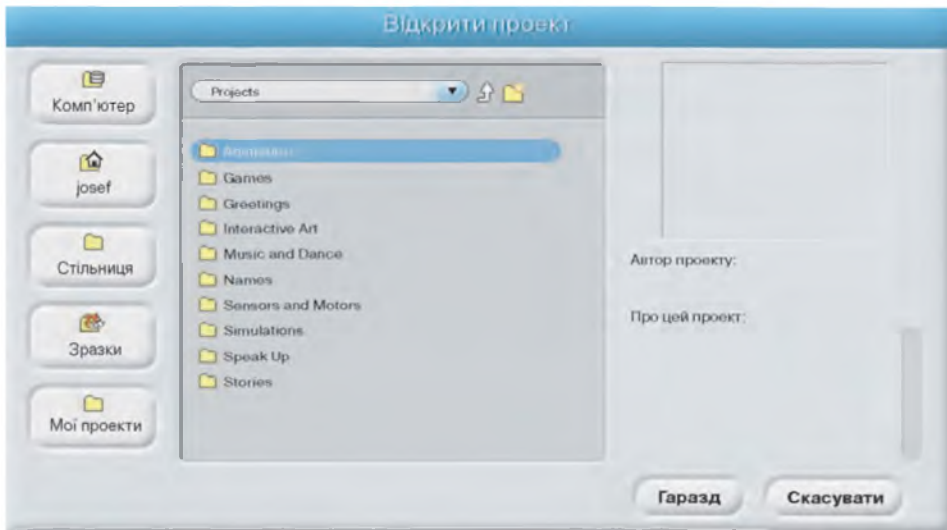 Відкрити проект
Комп'ютер
josef
Стільниця
Зразки
Мої проекти
Projects
Animation
Games
Greetings
Interactive Art
Music and Dance
Names
Sensors and Motors
Simulations
Speak Up
Stories
Автор проекту:
Про цей проект:
Гаразд
Скасувати